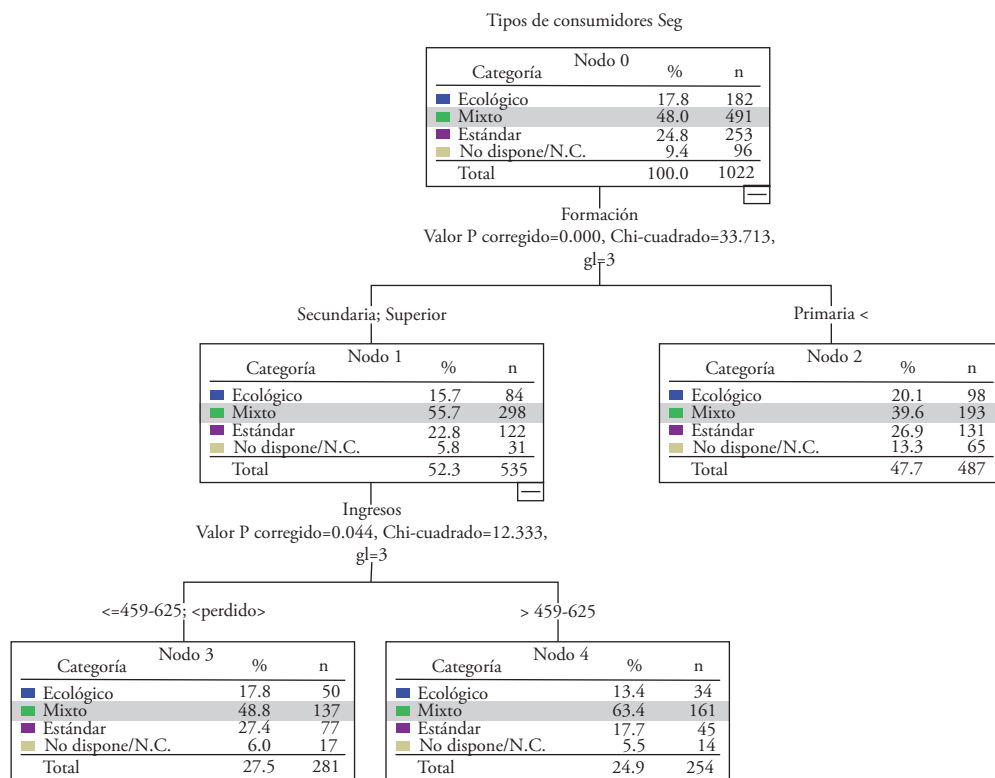 Tipos de consumidores Seg
Nodo 0
Categoría % n
Ecológico 17.8 182
Mixto 48.0 491
Estándar 24.8 253
No dispone/N.C. 9.4 96
Total 100.0 1022
Formación
Valor P corregido=0.000, Chi-cuadrado=33.713,
gl=3
Secundaria; Superior
Primaria <
Nodo 1
Categoría % n
Ecológico 15.7 84
Mixto 55.7 298
Estándar 22.8 122
No dispone/N.C. 5.8 31
Total 52.3 535
Nodo 2
Categoría % n
Ecológico 20.1 98
Mixto 39.6 193
Estándar 26.9 131
No dispone/N.C. 13.3 65
Total 47.7 487
Ingresos
Valor P corregido=0.044, Chi-cuadrado=12.333,
gl=3
<=459-625; <perdido>
> 459-625
Nodo 3
Categoría % n
Ecológico 17.8 50
Mixto 48.8 137
Estándar 27.4 77
No dispone/N.C. 6.0 17
Total 27.5 281
Nodo 4
Categoría % n
Ecológico 13.4 34
Mixto 63.4 161
Estándar 17.7 45
No dispone/N.C. 5.5 14
Total 24.9 254